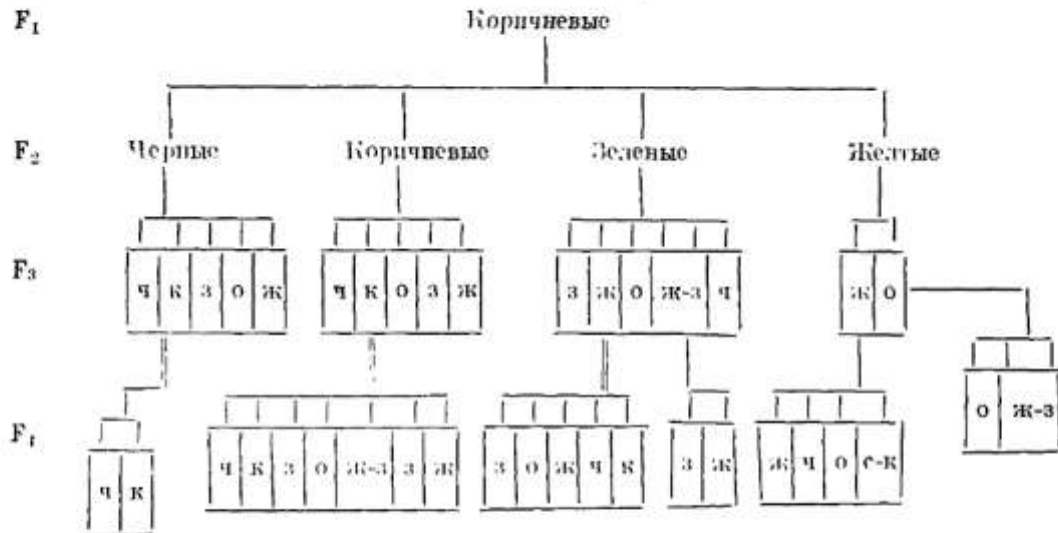 F₁ Коричневые
F₂ Черные Коричневые Зеленые Желтые
F₃ ч к з о ж ч к о з ж з ж о ж-з ч ж о
о ж-з
F₄ ч к ч к з о ж-з з ж з о ж ч к з ж ж ч о с-к